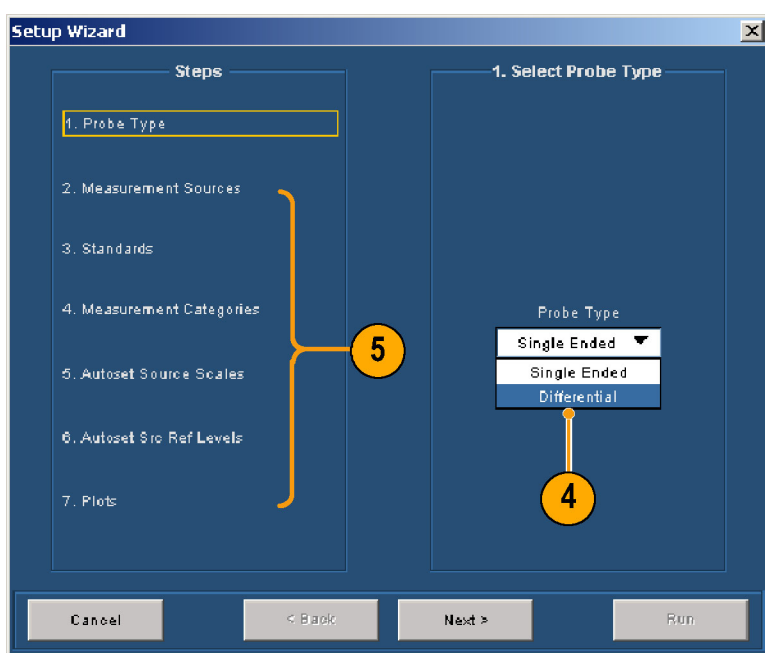 Setup Wizard
Steps
1. Probe Type
2. Measurement Sources
3. Standards
4. Measurement Categories
5. Autoset Source Scales
6. Autoset Src Ref Levels
7. Plots
5
1. Select Probe Type
Probe Type
Single Ended
Single Ended
Differential
4
Cancel
< Back
Next >
Run